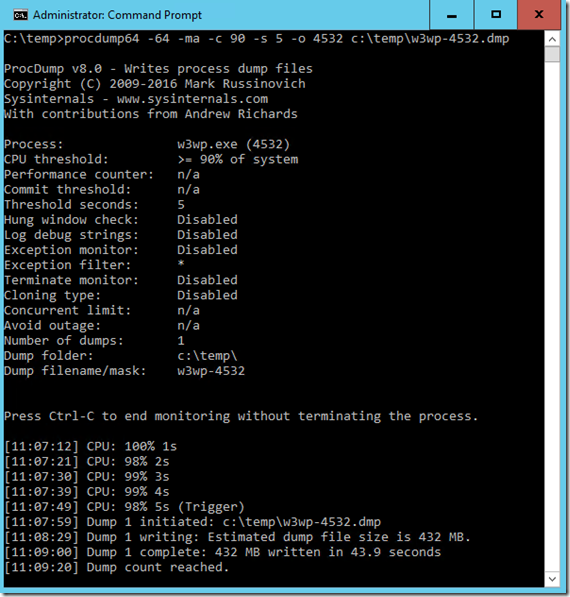 Administrator: Command Prompt
C:\temp>procdump64 -64 -ma -c 90 -s 5 -o 4532 c:\temp\w3wp-4532.dmp
ProcDump v8.0 - Writes process dump files
Copyright (C) 2009-2016 Mark Russinovich
Sysinternals - www.sysinternals.com
With contributions from Andrew Richards
Process: w3wp.exe (4532)
CPU threshold: >= 90% of system
Performance counter: n/a
Commit threshold: n/a
Threshold seconds: 5
Hung window check: Disabled
Log debug strings: Disabled
Exception monitor: Disabled
Exception filter: *
Terminate monitor: Disabled
Cloning type: Disabled
Concurrent limit: n/a
Avoid outage: n/a
Number of dumps: 1
Dump folder: c:\temp\
Dump filename/mask: w3wp-4532
Press Ctrl-C to end monitoring without terminating the process.
[11:07:12] CPU: 100% 1s
[11:07:21] CPU: 98% 2s
[11:07:30] CPU: 99% 3s
[11:07:39] CPU: 99% 4s
[11:07:49] CPU: 98% 5s (Trigger)
[11:07:59] Dump 1 initiated: c:\temp\w3wp-4532.dmp
[11:08:29] Dump 1 writing: Estimated dump file size is 432 MB.
[11:09:00] Dump 1 complete: 432 MB written in 43.9 seconds
[11:09:20] Dump count reached.